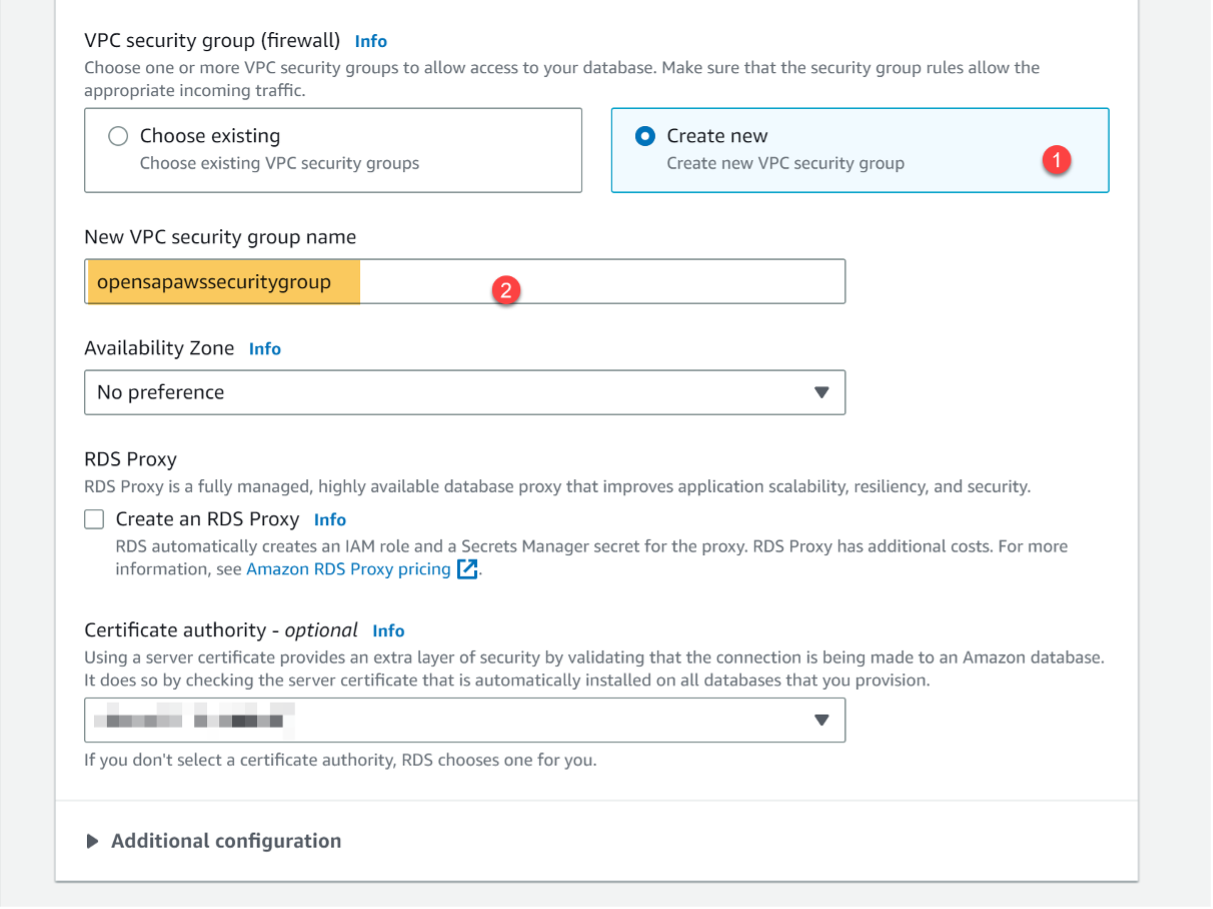 VPC security group (firewall) Info
Choose one or more VPC security groups to allow access to your database. Make sure that the security group rules allow the
appropriate incoming traffic.
Choose existing
Choose existing VPC security groups
Create new
Create new VPC security group
1
New VPC security group name
opensapawssecuritygroup
2
Availability Zone Info
No preference
RDS Proxy
RDS Proxy is a fully managed, highly available database proxy that improves application scalability, resiliency, and security.
Create an RDS Proxy Info
RDS automatically creates an IAM role and a Secrets Manager secret for the proxy. RDS Proxy has additional costs. For more
information, see Amazon RDS Proxy pricing.
Certificate authority - optional Info
Using a server certificate provides an extra layer of security by validating that the connection is being made to an Amazon database.
It does so by checking the server certificate that is automatically installed on all databases that you provision.
If you don't select a certificate authority, RDS chooses one for you.
Additional configuration